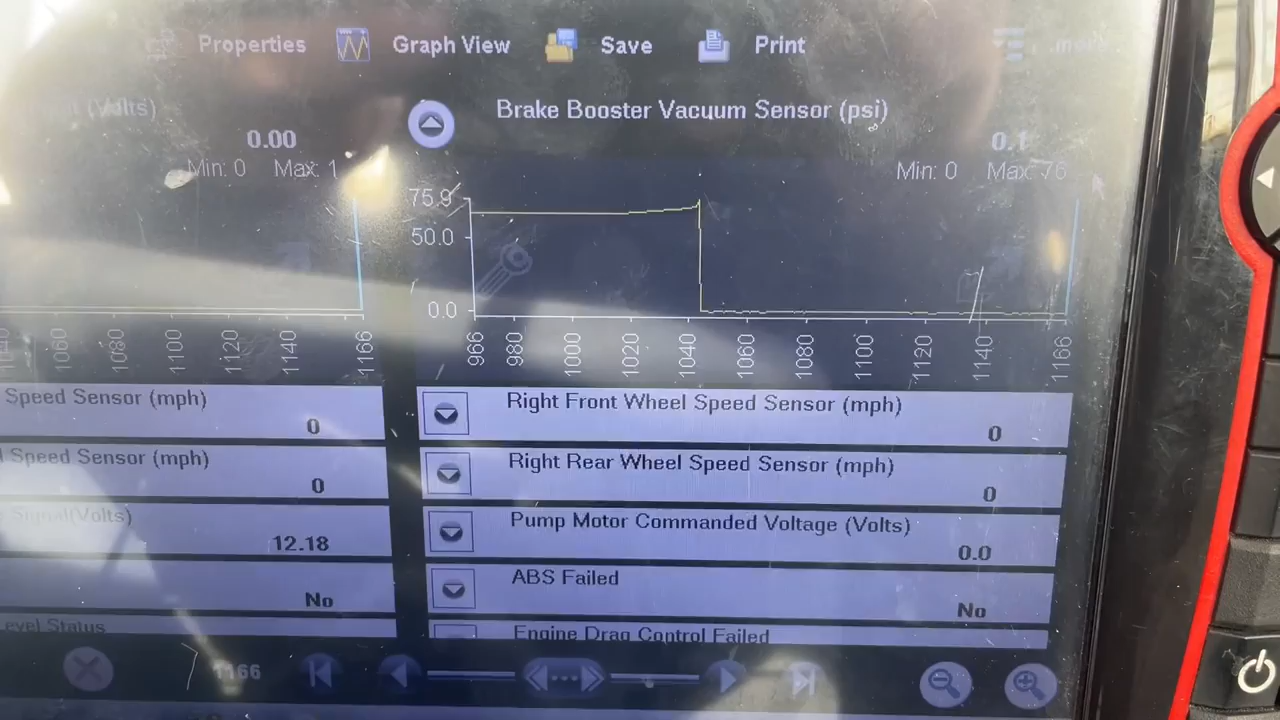 Properties Graph View Save Print more
(Volts) Brake Booster Vacuum Sensor (psi)
0.00 0.1
Min: 0 Max: 1 Min: 0 Max: 76
75.9
50.0
0.0
1060 1080 1100 1120 1140 1166 966 980 1000 1020 1040 1060 1080 1100 1120 1140 1166
Speed Sensor (mph) Right Front Wheel Speed Sensor (mph)
0 0
Speed Sensor (mph) Right Rear Wheel Speed Sensor (mph)
0 0
Signal(Volts) Pump Motor Commanded Voltage (Volts)
12.18 0.0
ABS Failed
No No
Level Status Engine Drag Control Failed
1166